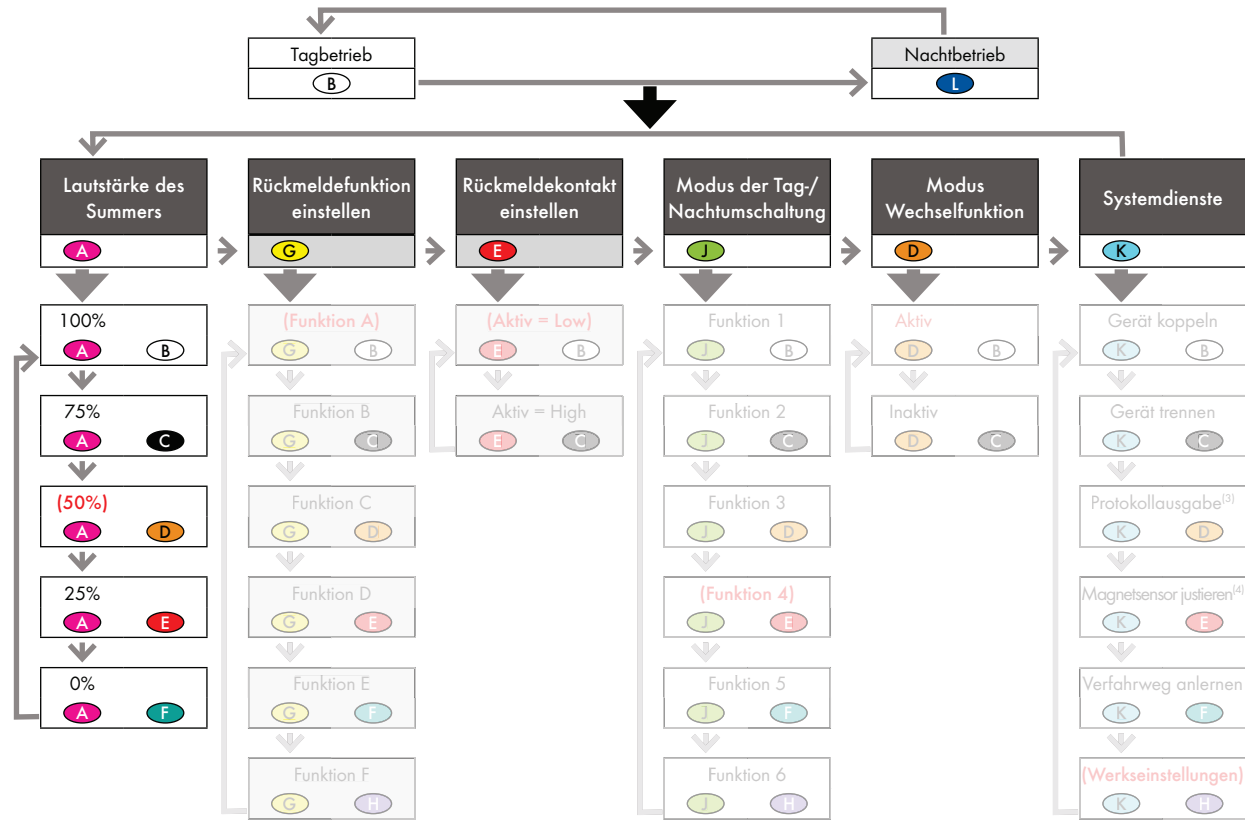 Tagbetrieb
B
Nachtbetrieb
L
Lautstärke des
Summers
A
Rückmeldefunktion
einstellen
G
Rückmeldekontakt
einstellen
E
Modus der Tag-/
Nachtumschaltung
J
Modus
Wechselfunktion
D
Systemdienste
K
100%
A B
75%
A C
(50%)
A D
25%
A E
0%
A F
(Funktion A)
G B
Funktion B
G C
Funktion C
G D
Funktion D
G E
Funktion E
G F
Funktion F
G H
(Aktiv = Low)
E B
Aktiv = High
E C
Funktion 1
J B
Funktion 2
J C
Funktion 3
J D
(Funktion 4)
J E
Funktion 5
J F
Funktion 6
J H
Aktiv
D B
Inaktiv
D C
Gerät koppeln
K B
Gerät trennen
K C
Protokollausgabe(3)
K D
Magnetsensor justieren(4)
K E
Verfahrweg anlernen
K F
(Werkseinstellungen)
K H